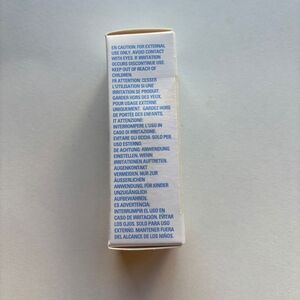 EN CAUTION: FOR EXTERNAL
USE ONLY. AVOID CONTACT
WITH EYES. IF IRRITATION
OCCURS DISCONTINUE USE.
KEEP OUT OF REACH OF
CHILDREN.
FR ATTENTION: CESSER
L'UTILISATION SI UNE
IRRITATION SE PRODUIT.
GARDER HORS DES YEUX.
POUR USAGE EXTERNE
UNIQUEMENT. GARDEZ HORS
DE PORTÉE DES ENFANTS.
IT ATTENZIONE:
INTERROMPERE L'USO IN
CASO DI IRRITAZIONE.
EVITARE GLI OCCHI. SOLO PER
USO ESTERNO
DE ACHTUNG: ANWENDUNG
EINSTELLEN, WENN
IRRITATIONEN AUFTRETEN.
AUGENKONTAKT
VERMEIDEN. NUR ZUR
ÄUSSERLICHEN
ANWENDUNG. FÜR KINDER
UNZUGÄNGLICH
AUFBEWAHREN.
ES ADVERTENCIA:
INTERRUMPIR EL USO EN
CASO DE IRRITACIÓN. EVITAR
LOS OJOS. SOLO PARA USO
EXTERNO. MANTENER FUERA
DEL ALCANCE DE LOS NIÑOS.